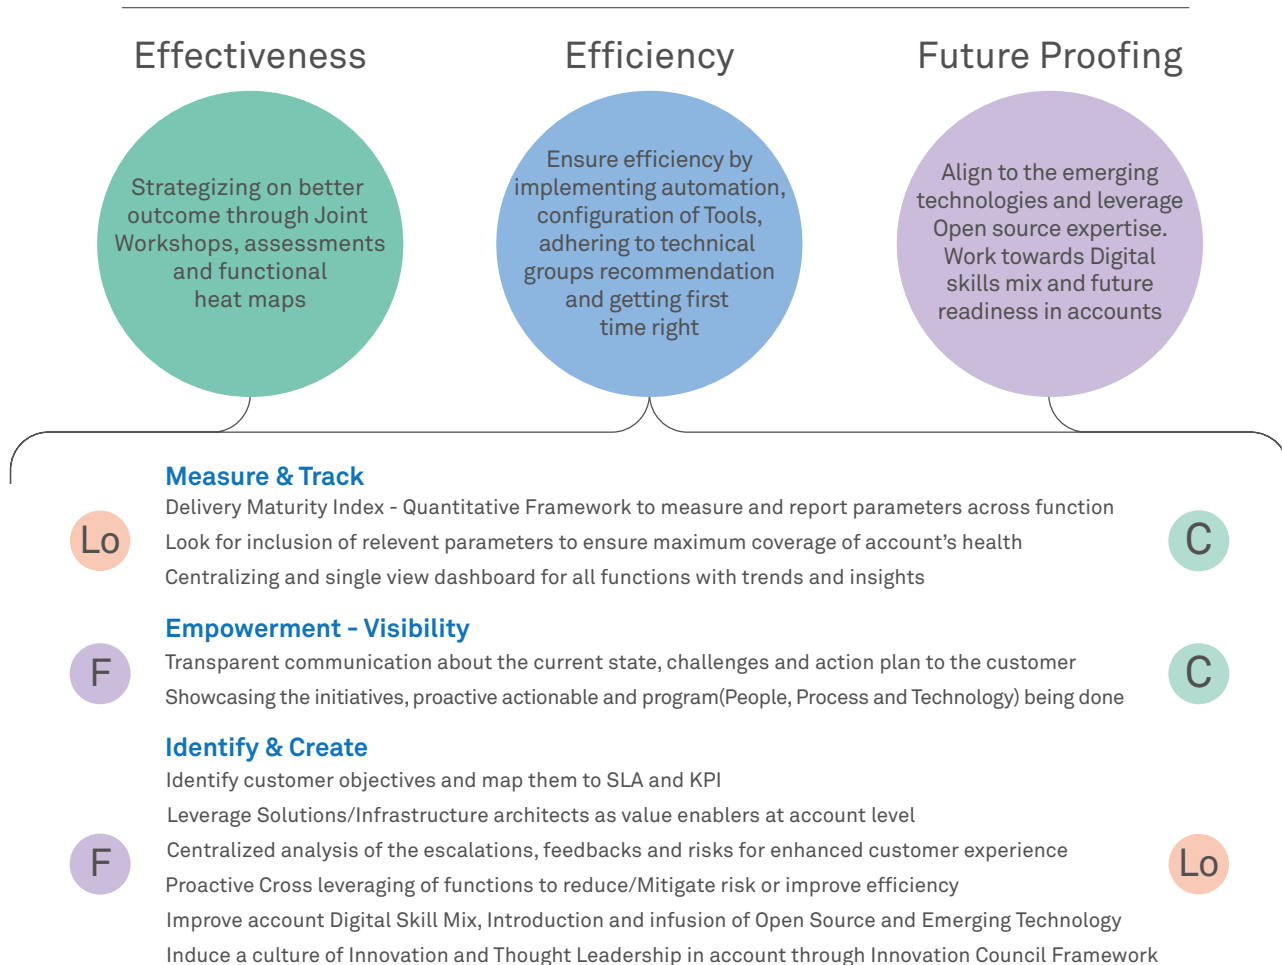 Effectiveness
Efficiency
Future Proofing
Strategizing on better
outcome through Joint
Workshops, assessments
and functional
heat maps
Ensure efficiency by
implementing automation,
configuration of Tools,
adhering to technical
groups recommendation
and getting first
time right
Align to the emerging
technologies and leverage
Open source expertise.
Work towards Digital
skills mix and future
readiness in accounts
Measure & Track
Delivery Maturity Index - Quantitative Framework to measure and report parameters across function
Lo
Look for inclusion of relevent parameters to ensure maximum coverage of account's health
C
Centralizing and single view dashboard for all functions with trends and insights
Empowerment - Visibility
F
Transparent communication about the current state, challenges and action plan to the customer
C
Showcasing the initiatives, proactive actionable and program(People, Process and Technology) being done
Identify & Create
Identify customer objectives and map them to SLA and KPI
Leverage Solutions/Infrastructure architects as value enablers at account level
F
Centralized analysis of the escalations, feedbacks and risks for enhanced customer experience
Lo
Proactive Cross leveraging of functions to reduce/Mitigate risk or improve efficiency
Improve account Digital Skill Mix, Introduction and infusion of Open Source and Emerging Technology
Induce a culture of Innovation and Thought Leadership in account through Innovation Council Framework